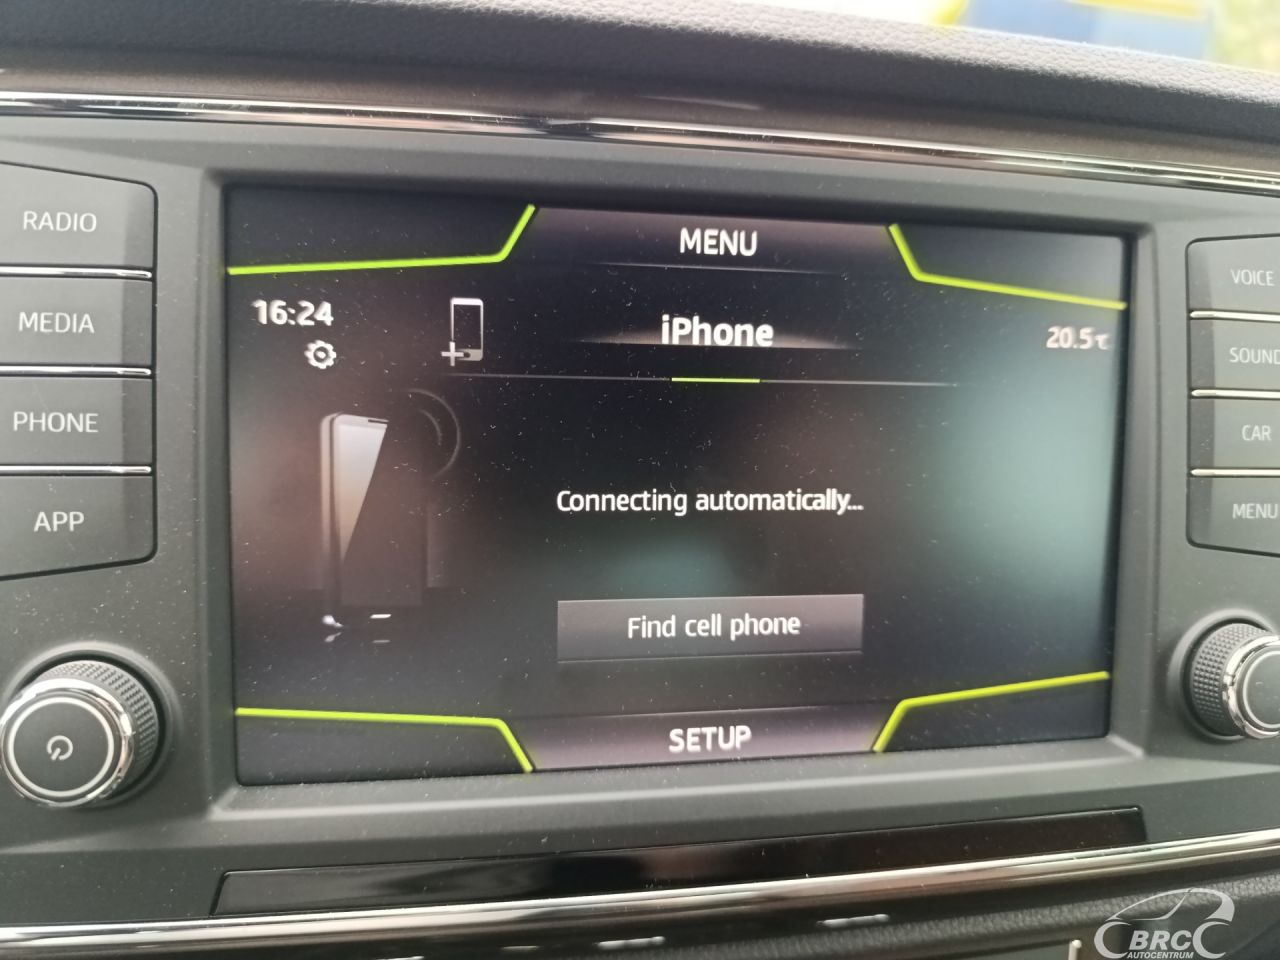 MENU
16:24
iPhone
20.5°C
Connecting automatically...
Find cell phone
SETUP
RADIO
MEDIA
PHONE
APP
VOICE
SOUND
CAR
MENU
BRC
AUTOCENTRUM